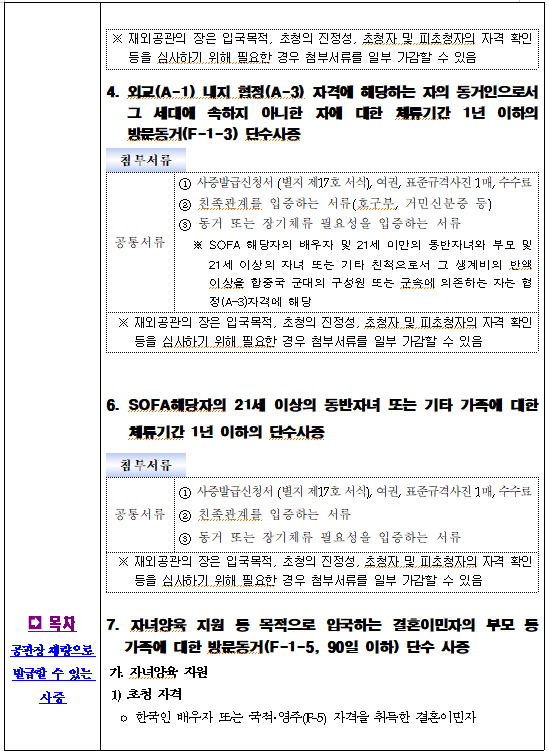 ※ 재외공관의 장은 입국목적, 초청의 진정성, 초청자 및 피초청자의 자격 확인
등을 심사하기 위해 필요한 경우 첨부서류를 일부 가감할 수 있음
4. 외교(A-1) 내지 협정(A-3) 자격에 해당하는 자의 동거인으로서
그 세대에 속하지 아니한 자에 대한 체류기간 1년 이하의
방문동거(F-1-3) 단수사증
첨부서류
공통서류
① 사증발급신청서 (별지 제17호 서식), 여권, 표준규격사진 1매, 수수료
② 친족관계를 입증하는 서류(호구부, 거민신분증 등)
③ 동거 또는 장기체류 필요성을 입증하는 서류
※ SOFA 해당자의 배우자 및 21세 미만의 동반자녀와 부모 및
21세 이상의 자녀 또는 기타 친척으로서 그 생계비의 반액
이상을 합중국 군대의 구성원 또는 군속에 의존하는 자는 협
정(A-3)자격에 해당
※ 재외공관의 장은 입국목적, 초청의 진정성, 초청자 및 피초청자의 자격 확인
등을 심사하기 위해 필요한 경우 첨부서류를 일부 가감할 수 있음
6. SOFA해당자의 21세 이상의 동반자녀 또는 기타 가족에 대한
체류기간 1년 이하의 단수사증
첨부서류
공통서류
① 사증발급신청서 (별지 제17호 서식), 여권, 표준규격사진 1매, 수수료
② 친족관계를 입증하는 서류
③ 동거 또는 장기체류 필요성을 입증하는 서류
※ 재외공관의 장은 입국목적, 초청의 진정성, 초청자 및 피초청자의 자격 확인
등을 심사하기 위해 필요한 경우 첨부서류를 일부 가감할 수 있음
목차
공관장 재량으로
발급할 수 있는
사증
7. 자녀양육 지원 등 목적으로 입국하는 결혼이민자의 부모 등
가족에 대한 방문동거(F-1-5, 90일 이하) 단수 사증
가. 자녀양육 지원
1) 초청 자격
ㅇ 한국인 배우자 또는 국적·영주(F-5) 자격을 취득한 결혼이민자